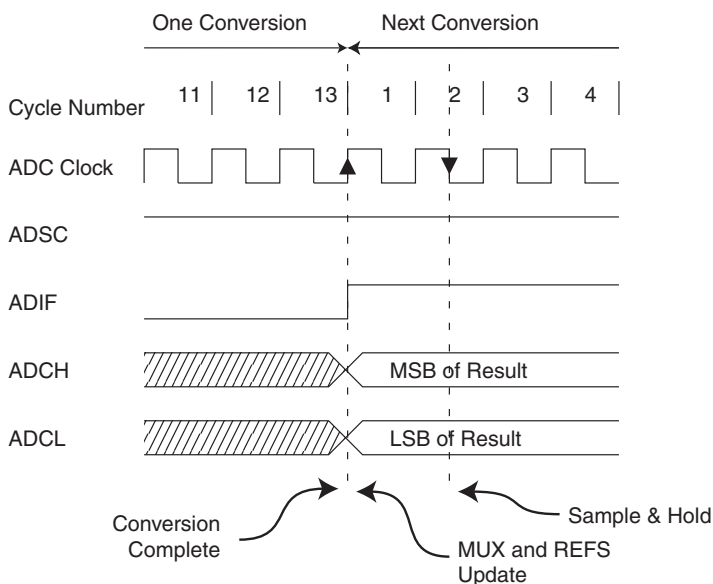 One Conversion Next Conversion
Cycle Number 11 12 13 1 2 3 4
ADC Clock
ADSC
ADIF
ADCH MSB of Result
ADCL LSB of Result
Conversion
Complete
MUX and REFS
Update
Sample & Hold